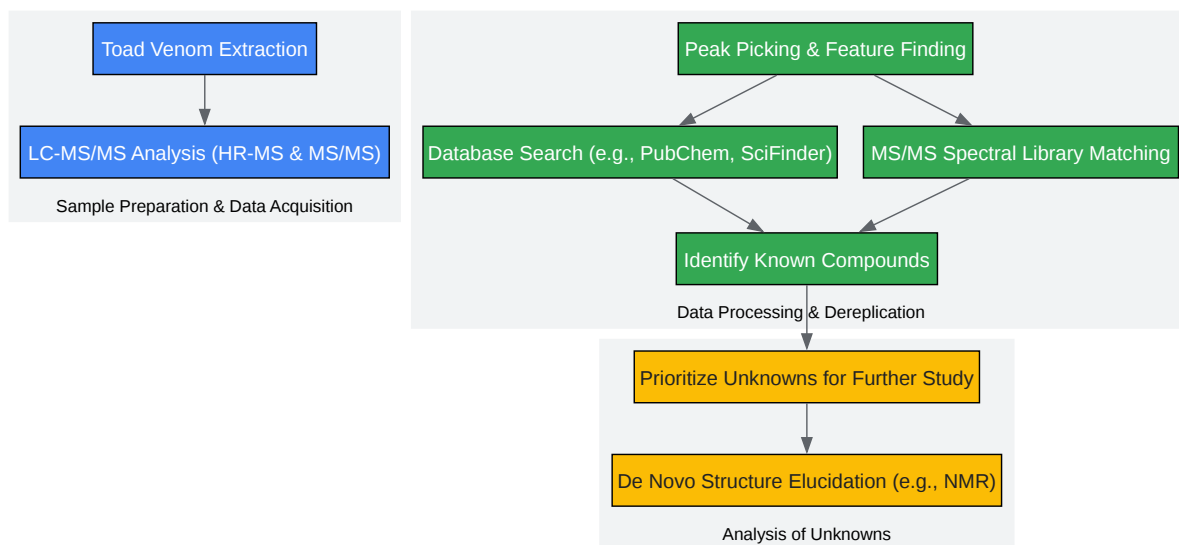 Toad Venom Extraction
LC-MS/MS Analysis (HR-MS & MS/MS)
Sample Preparation & Data Acquisition
Peak Picking & Feature Finding
Database Search (e.g., PubChem, SciFinder)
MS/MS Spectral Library Matching
Identify Known Compounds
Data Processing & Dereplication
Prioritize Unknowns for Further Study
De Novo Structure Elucidation (e.g., NMR)
Analysis of Unknowns